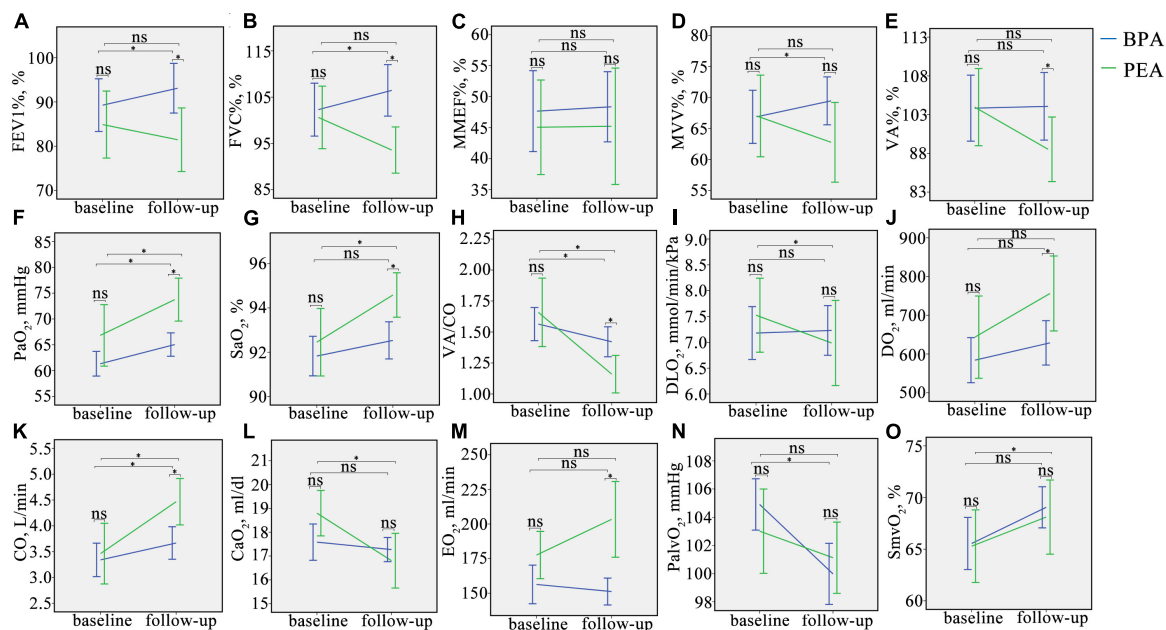 A
ns
*
*
ns
FEV1%, %
100
90
80
70
baseline follow-up
B
ns
*
*
ns
FVC%, %
115
105
95
85
baseline follow-up
C
ns
ns
ns
ns
MMEF%, %
65
60
55
50
45
40
35
baseline follow-up
D
ns
*
ns
ns
MVV%, %
80
75
70
65
60
55
50
baseline follow-up
E
ns
ns
ns
*
VA%, %
113
108
103
98
93
88
83
baseline follow-up
BPA
PEA
F
*
*
*
ns
PaO2, mmHg
85
80
75
70
65
60
55
baseline follow-up
G
*
ns
*
ns
SaO2, %
96
94
92
90
baseline follow-up
H
*
*
ns
*
VA/CO
2.25
2.00
1.75
1.50
1.25
1.00
baseline follow-up
I
*
ns
ns
ns
DLO2, mmol/min/kPa
9.0
8.5
8.0
7.5
7.0
6.5
6.0
baseline follow-up
J
ns
ns
*
ns
DO2, ml/min
900
800
700
600
500
baseline follow-up
K
*
*
*
ns
CO, L/min
5.5
5.0
4.5
4.0
3.5
3.0
2.5
baseline follow-up
L
*
ns
ns
ns
CaO2, ml/dl
21
20
19
18
17
16
15
baseline follow-up
M
ns
ns
*
ns
EO2, ml/min
250
225
200
175
150
baseline follow-up
N
ns
*
ns
ns
PalvO2, mmHg
108
106
104
102
100
98
baseline follow-up
O
*
ns
ns
ns
SmvO2, %
75
70
65
60
baseline follow-up